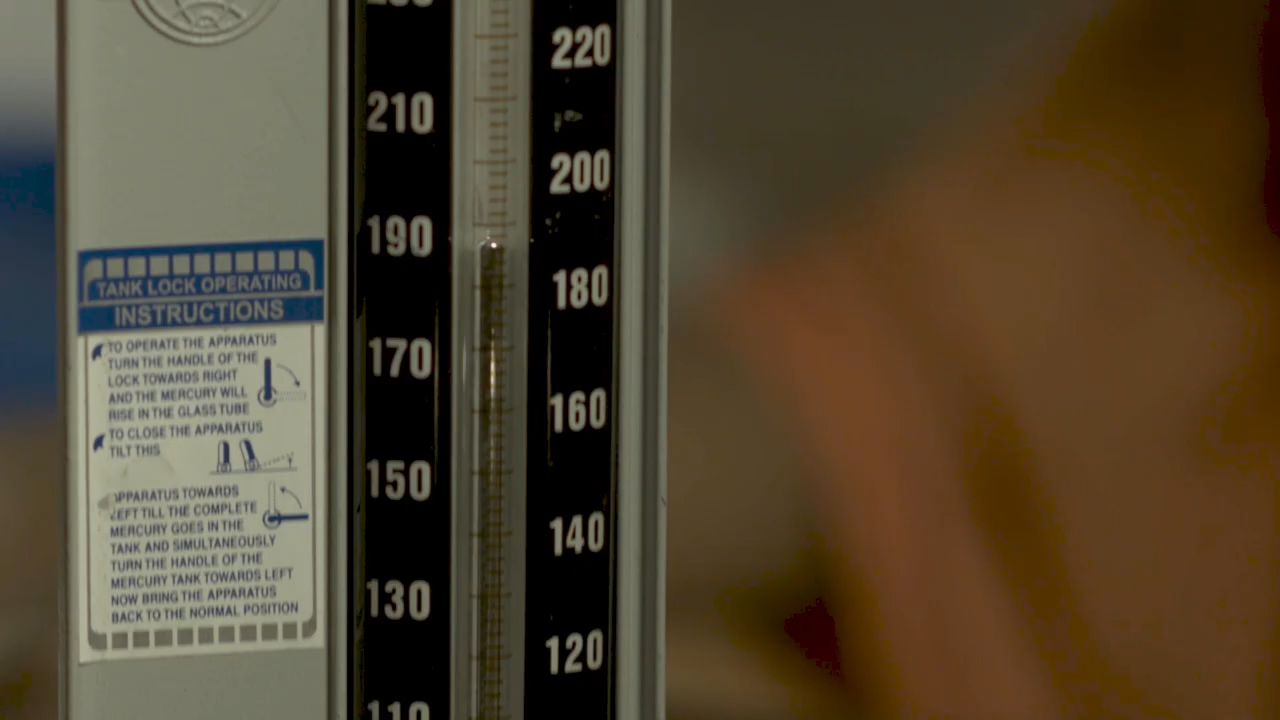 220
210
200
190
180
170
160
150
140
130
120
110
TANK LOCK OPERATING
INSTRUCTIONS
TO OPERATE THE APPARATUS
TURN THE HANDLE OF THE
LOCK TOWARDS RIGHT
AND THE MERCURY WILL
RISE IN THE GLASS TUBE
TO CLOSE THE APPARATUS
TILT THIS
APPARATUS TOWARDS
LEFT TILL THE COMPLETE
MERCURY GOES IN THE
TANK AND SIMULTANEOUSLY
TURN THE HANDLE OF THE
MERCURY TANK TOWARDS LEFT
NOW BRING THE APPARATUS
BACK TO THE NORMAL POSITION